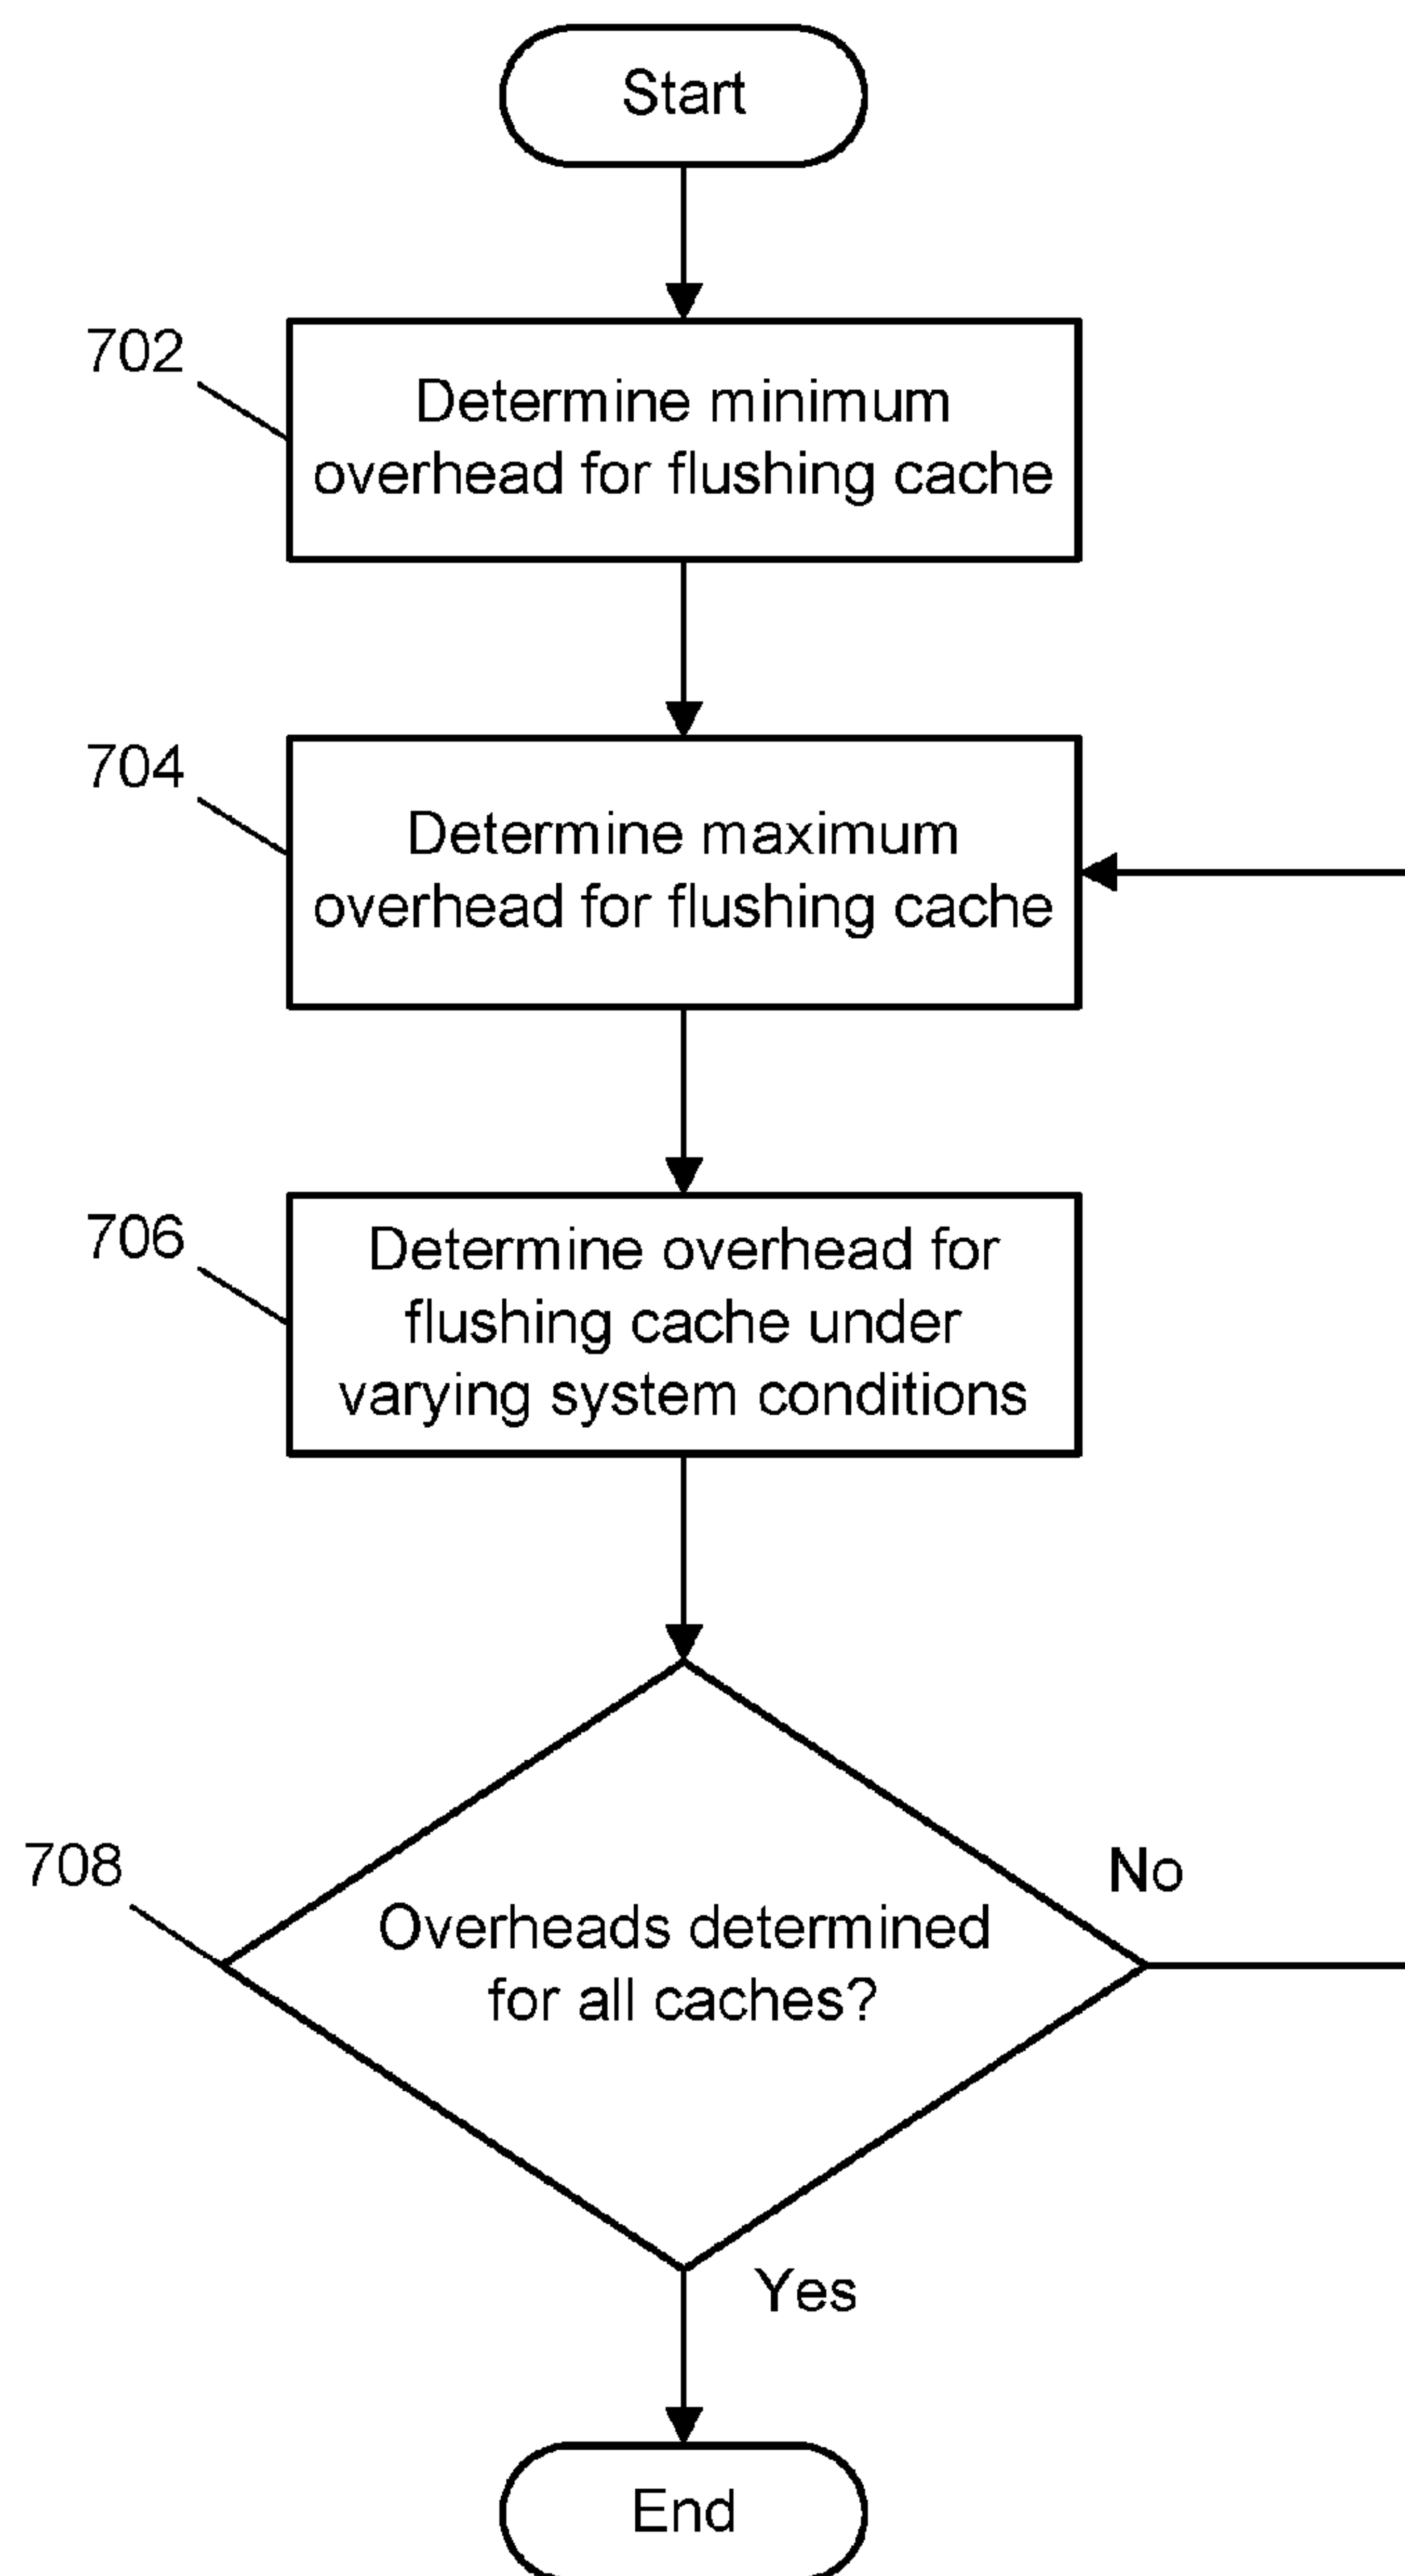 Start
702
Determine minimum
overhead for flushing cache
704
Determine maximum
overhead for flushing cache
706
Determine overhead for
flushing cache under
varying system conditions
708
No
Overheads determined
for all caches?
Yes
End